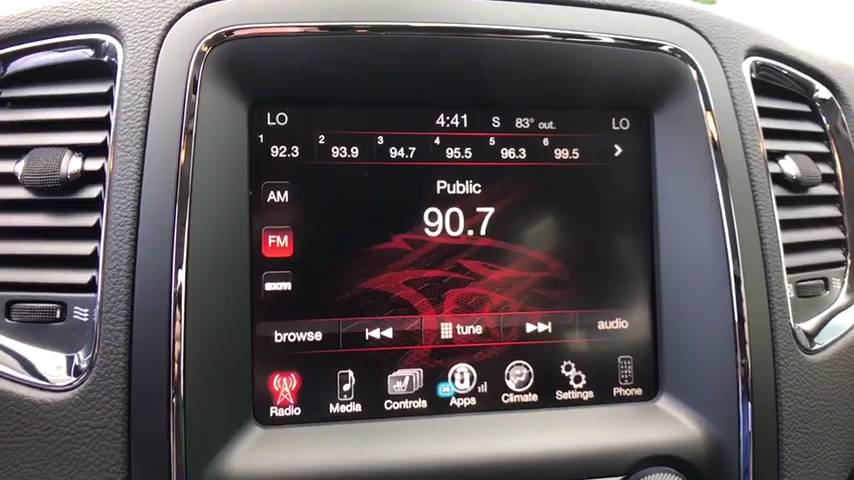 LO 4:41 S 83° out. LO
1 92.3 2 93.9 3 94.7 4 95.5 5 96.3 6 99.5
Public
AM
90.7
FM
sxm
browse tune audio
Radio Media Controls Apps Climate Settings Phone